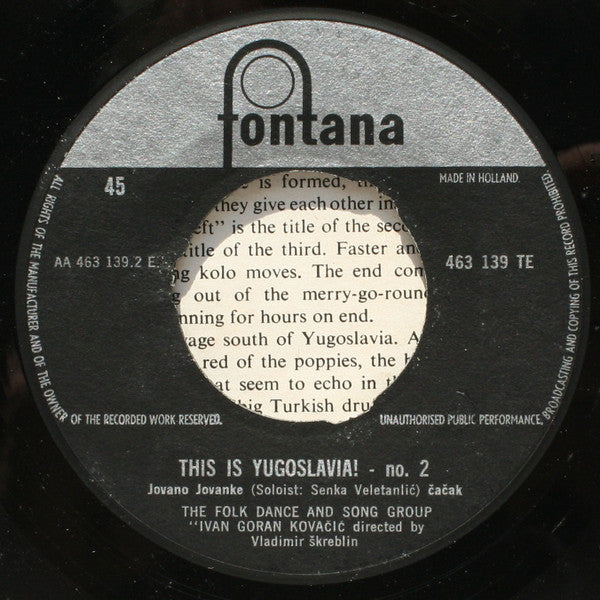 fontana
45
MADE IN HOLLAND.
AA 463 139.2 E
463 139 TE
ALL RIGHTS OF THE MANUFACTURER AND OF THE OWNER OF THE RECORDED WORK RESERVED.
UNAUTHORISED PUBLIC PERFORMANCE, BROADCASTING AND COPYING OF THIS RECORD PROHIBITED.
is formed,
they give each other in
eft" is the title of the seco
title of the third. Faster and
ng kolo moves. The end com
g out of the merry-go-roun
nning for hours on end.
vage south of Yugoslavia. A
red of the poppies, the
at seem to echo in th
big Turkish dru
THIS IS YUGOSLAVIA! - no. 2
Jovano Jovanke (Soloist: Senka Veletanlić) čačak
THE FOLK DANCE AND SONG GROUP
"IVAN GORAN KOVAČIĆ directed by
Vladimir škreblin